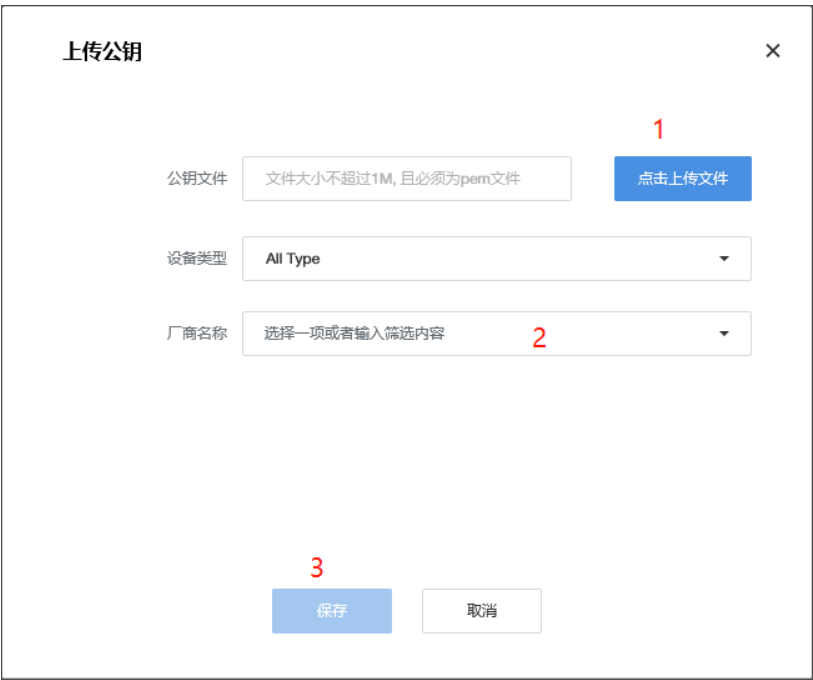 上传公钥
×
1
公钥文件 文件大小不超过1M, 且必须为pem文件 点击上传文件
设备类型 All Type
厂商名称 选择一项或者输入筛选内容 2
3
保存 取消